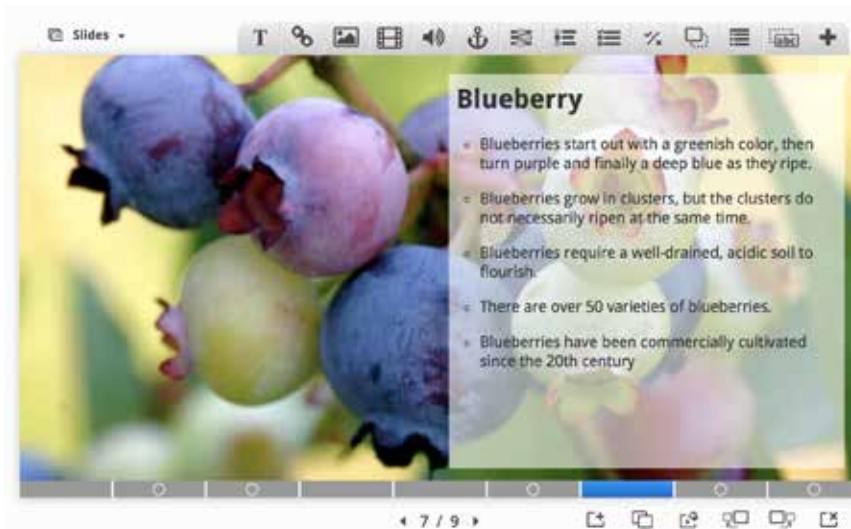 Slides
T
abc
Blueberry
Blueberries start out with a greenish color, then
turn purple and finally a deep blue as they ripe.
Blueberries grow in clusters, but the clusters do
not necessarily ripen at the same time.
Blueberries require a well-drained, acidic soil to
flourish.
There are over 50 varieties of blueberries.
Blueberries have been commercially cultivated
since the 20th century
7 / 9